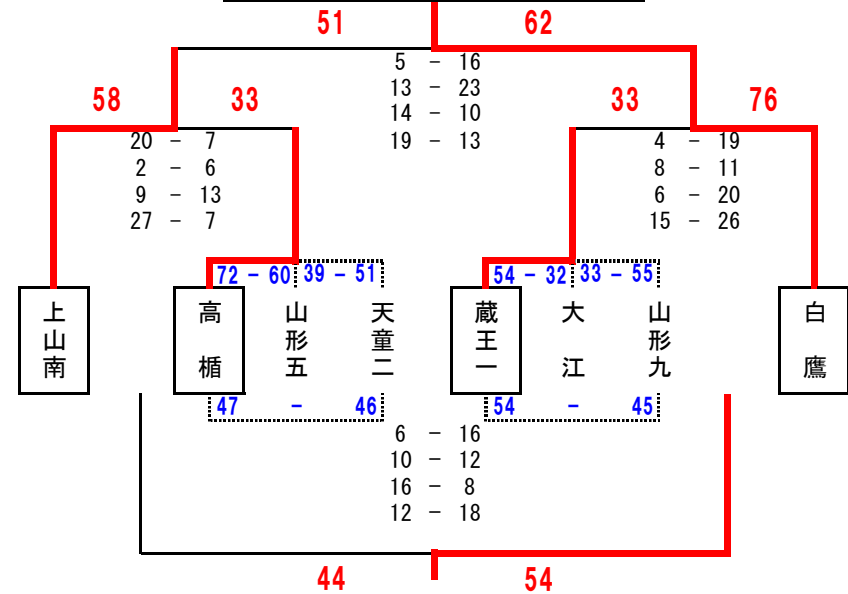 51 62
5 - 16
13 - 23
14 - 10
19 - 13
58 33
33 76
20 - 7
2 - 6
9 - 13
27 - 7
4 - 19
8 - 11
6 - 20
15 - 26
72 - 60 39 - 51
54 - 32 33 - 55
上山南
高楯
山形五
天童二
蔵王一
大江
山形九
白鷹
47 - 46
54 - 45
6 - 16
10 - 12
16 - 8
12 - 18
44 54